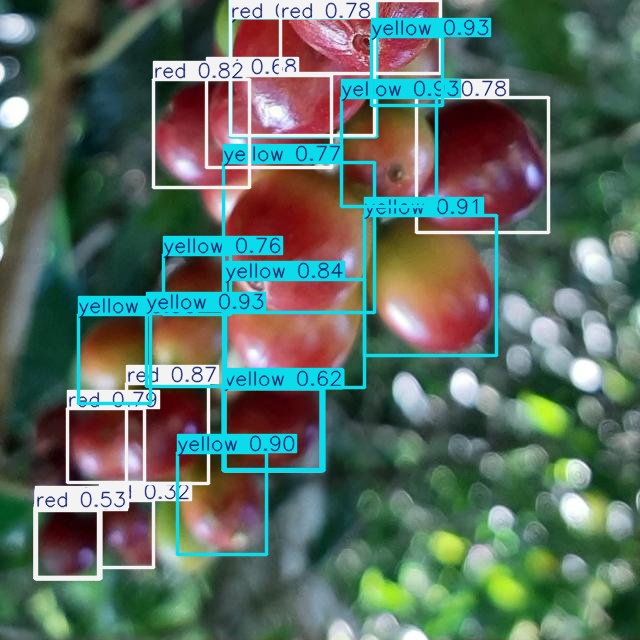 red (
red 0.78
yellow 0.93
red 0.82
0.68
yellow 0.93
0.78
yellow 0.77
yellow 0.91
yellow 0.76
yellow 0.84
yellow
yellow 0.93
red 0.87
yellow 0.62
red 0.79
yellow 0.90
red 0.53
0.32